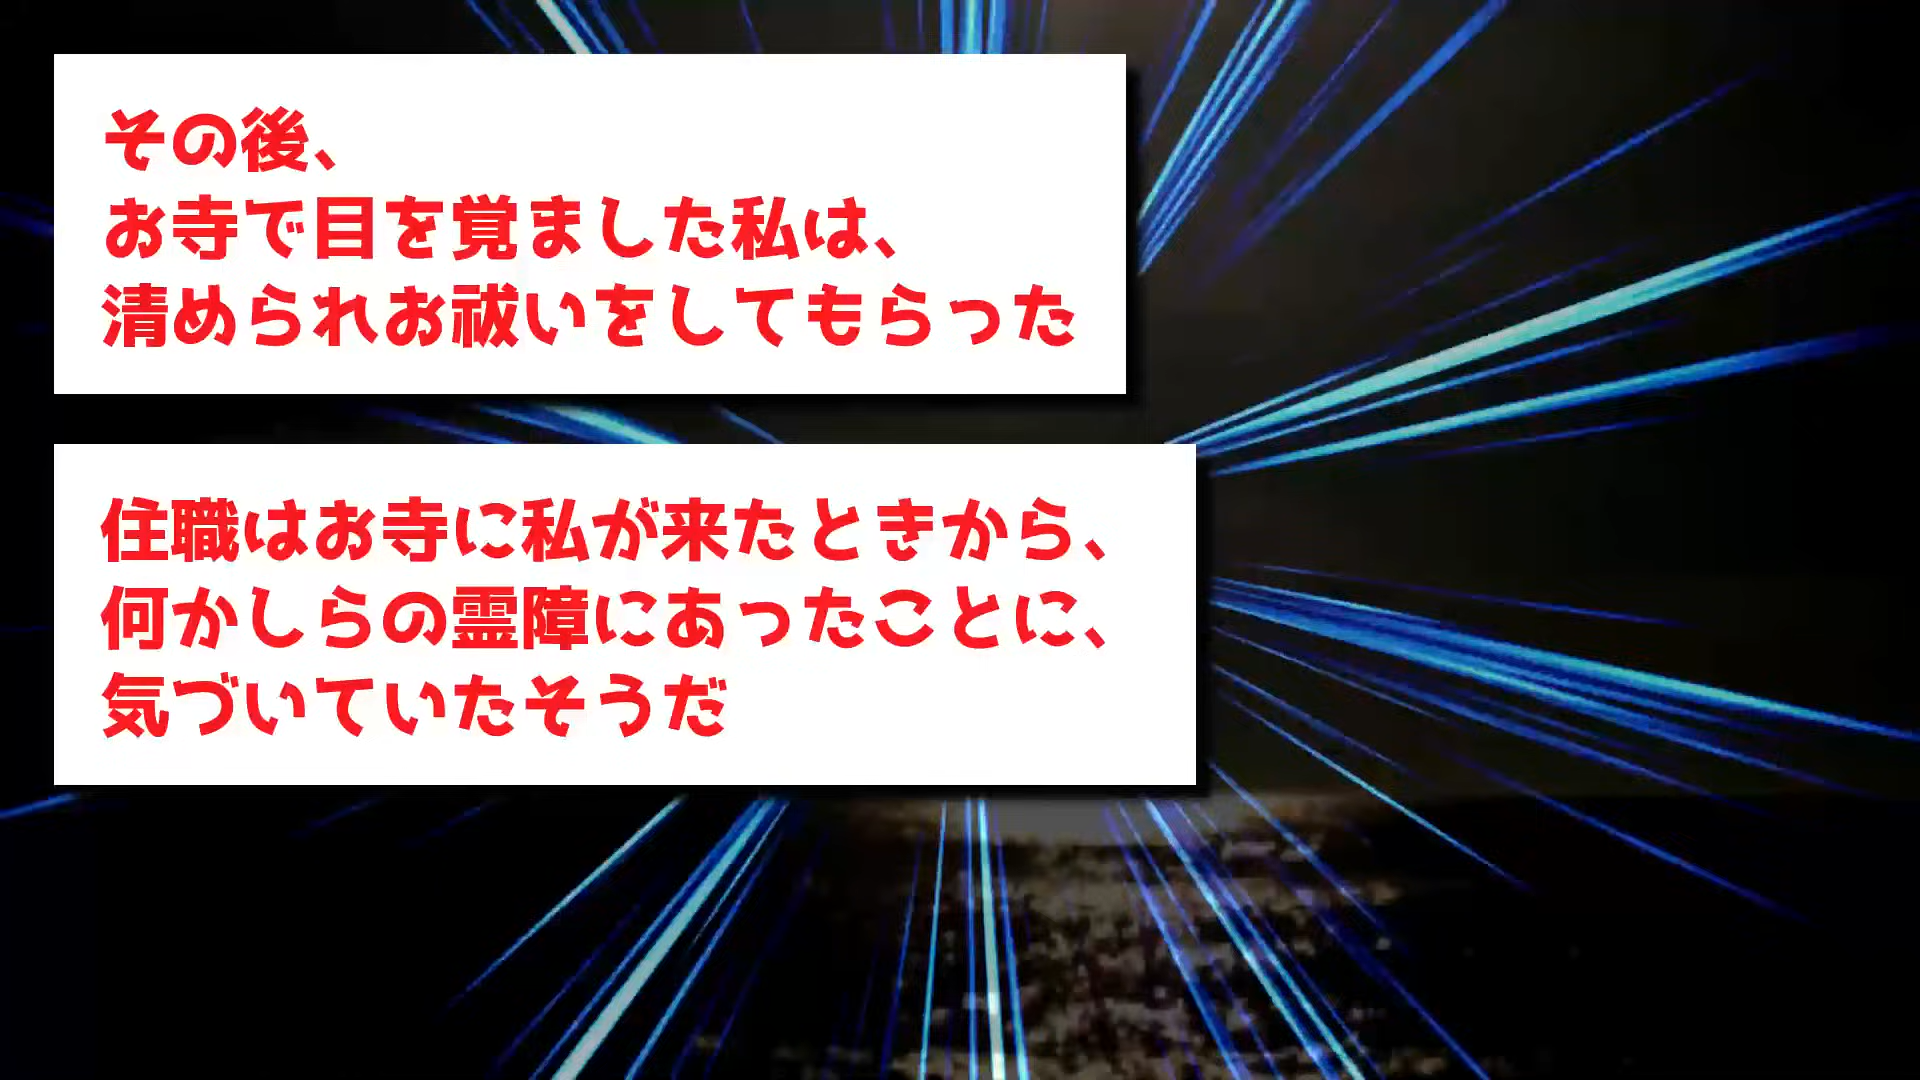 その後、
お寺で目を覚ました私は、
清められお祓いをしてもらった
住職はお寺に私が来たときから、
何かしらの霊障にあったことに、
気づいていたそうだ